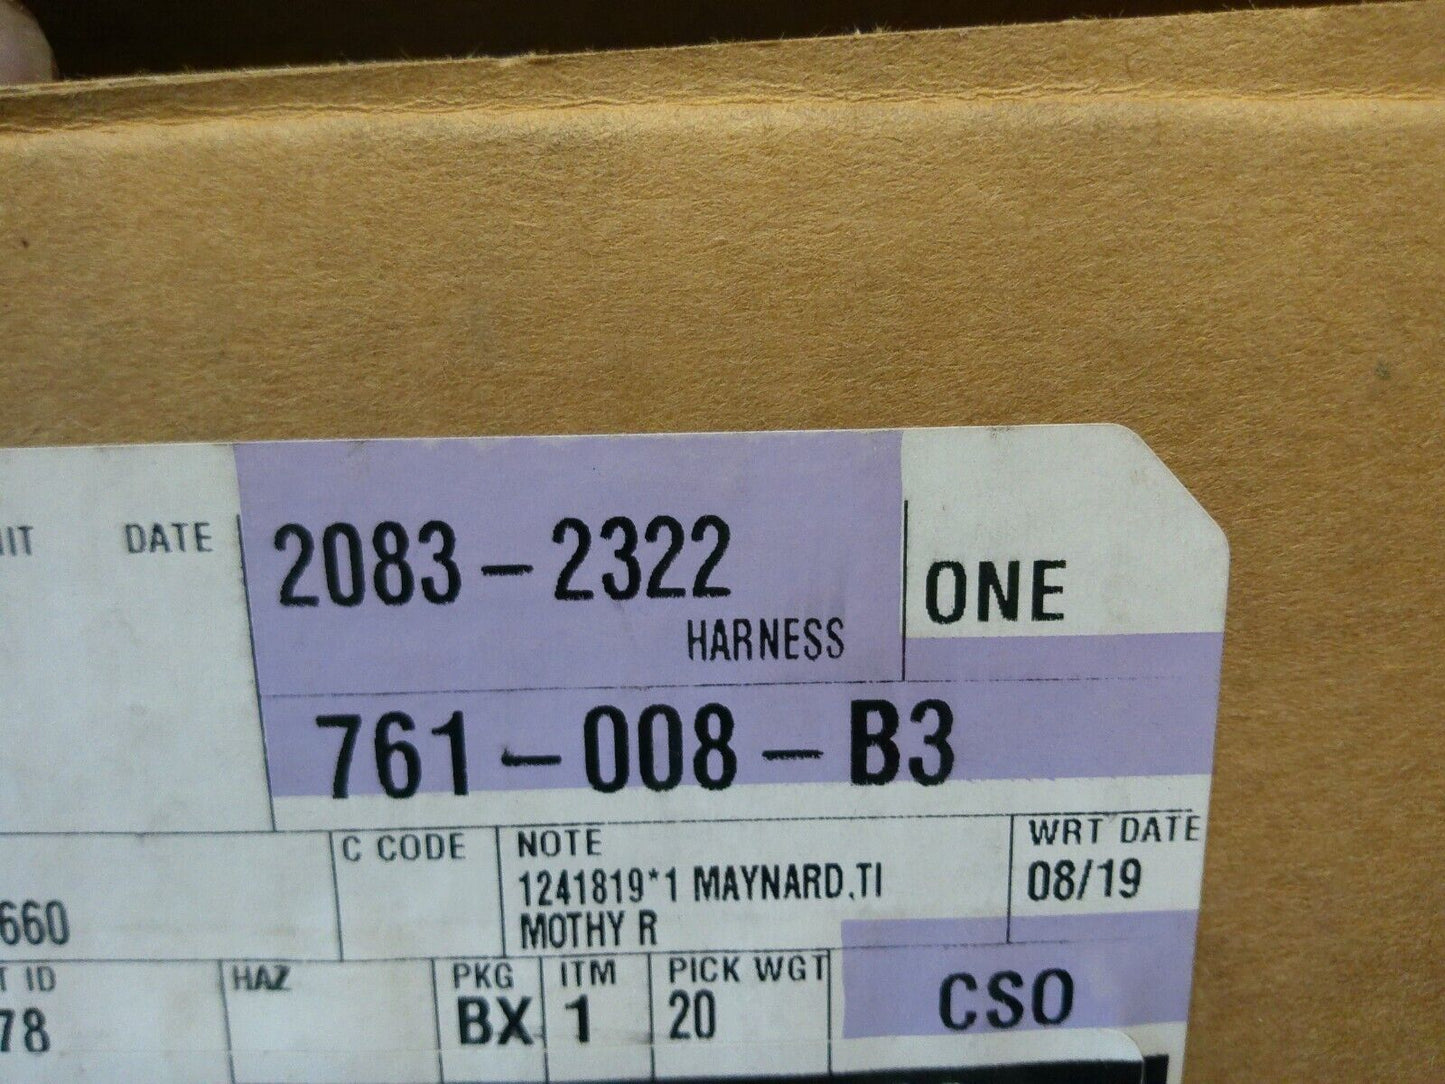 DATE
2083-2322
HARNESS
ONE
761-008-B3
C CODE
NOTE
1241819*1 MAYNARD,TI
MOTHY R
WRT DATE
08/19
660
ID
78
HAZ
PKG
BX
ITM
1
PICK WGT
20
CSO